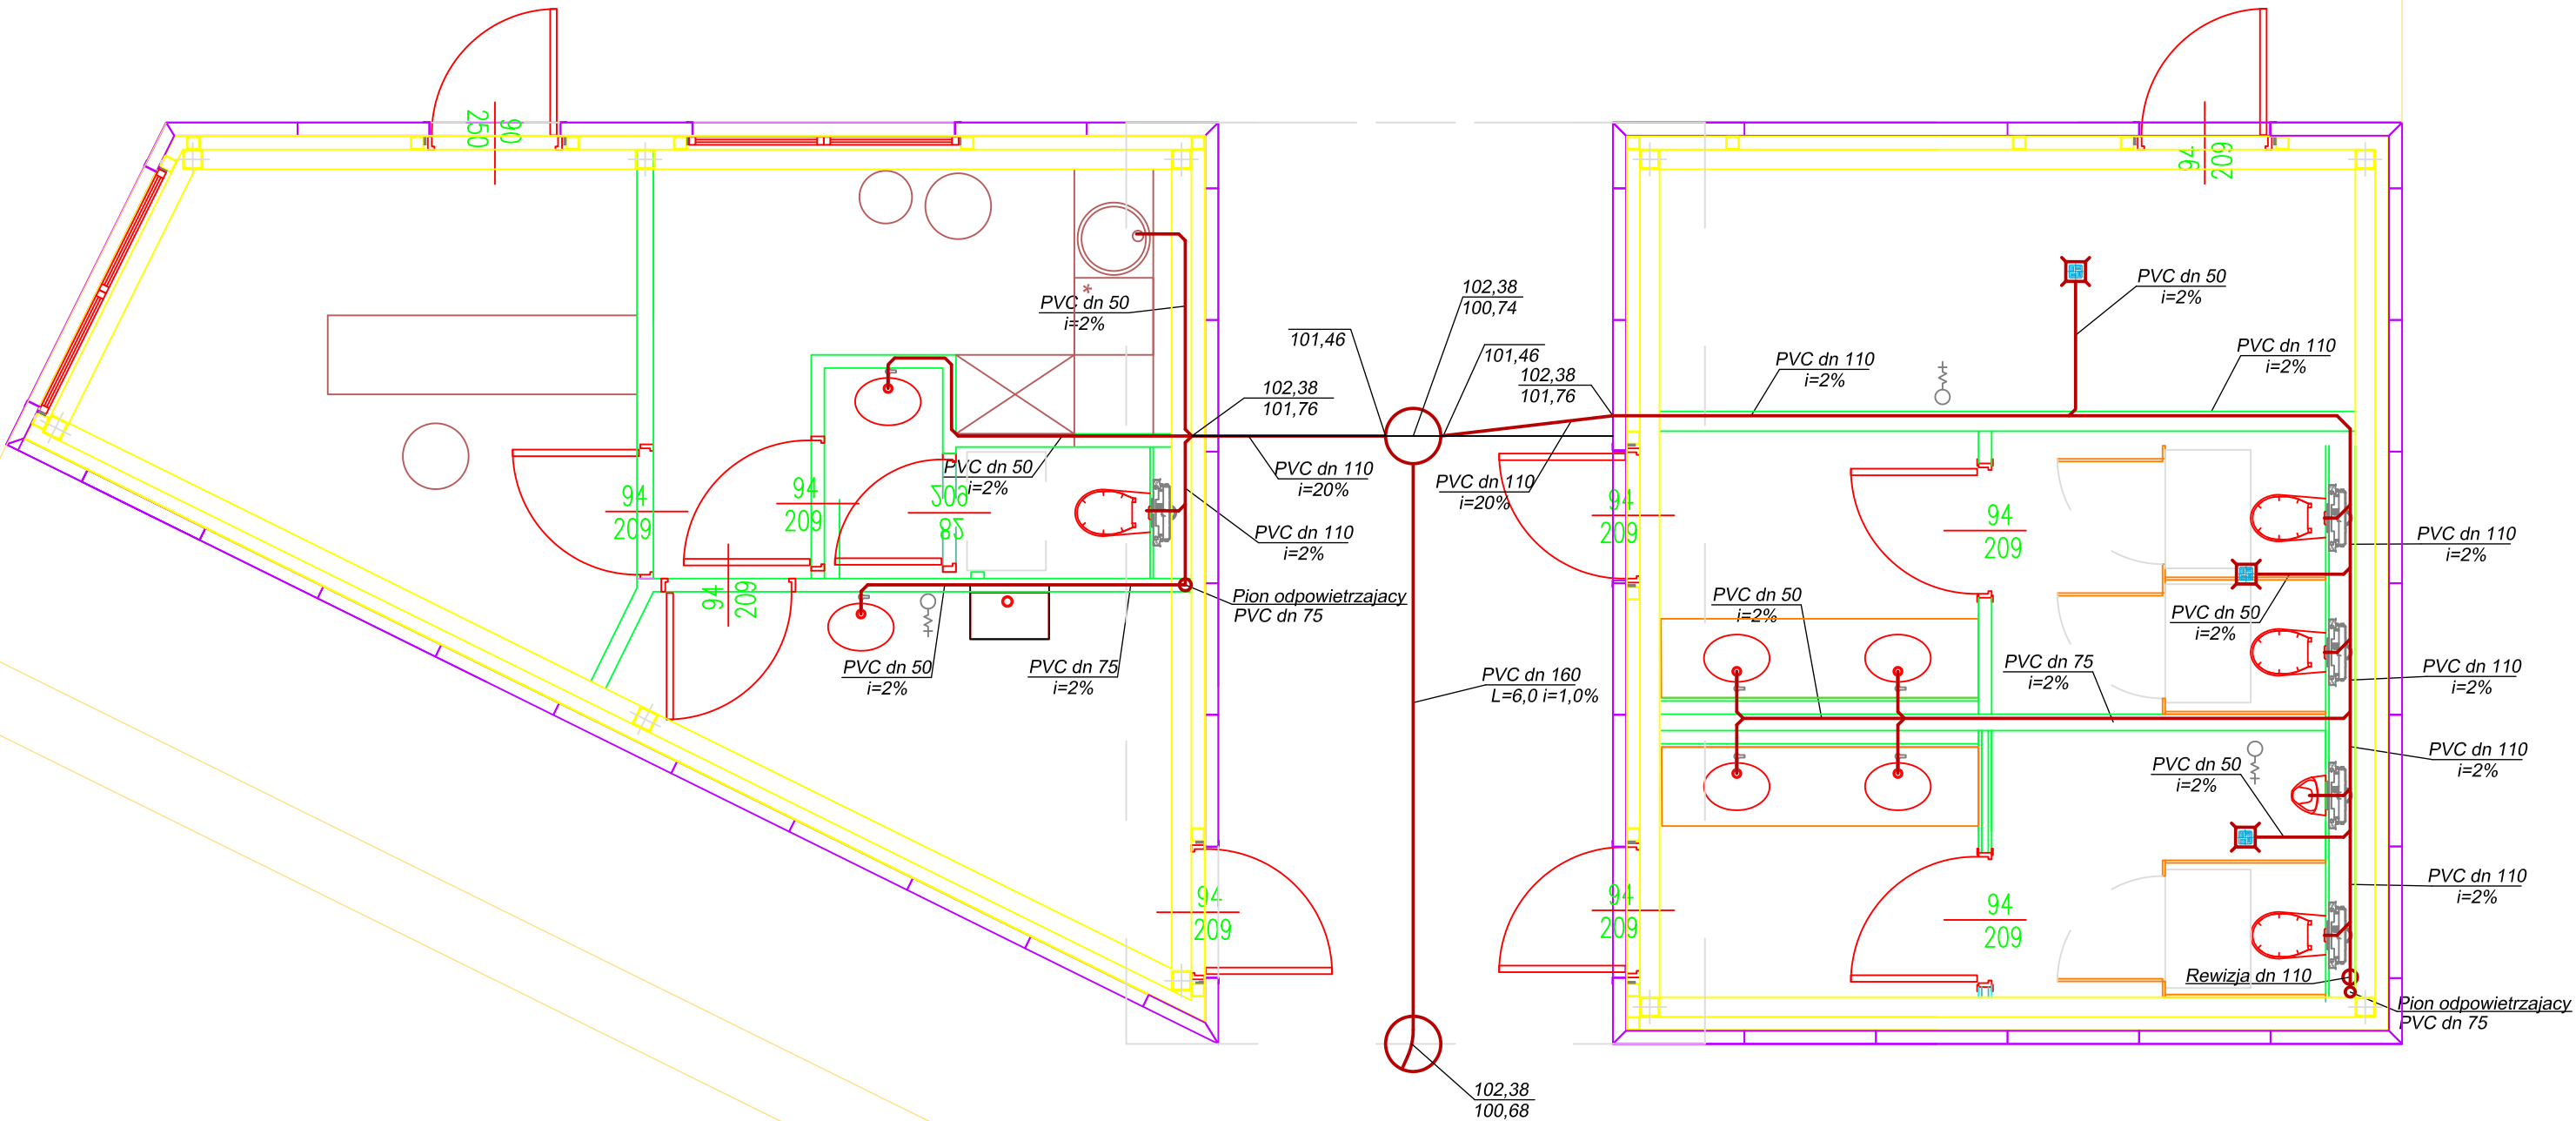 250
90
94
209
PVC dn 50
i=2%
*
101,46
102,38
100,74
101,46
102,38
101,76
102,38
101,76
PVC dn 110
i=2%
PVC dn 50
i=2%
PVC dn 110
i=2%
PVC dn 50
i=2%
PVC dn 110
i=20%
PVC dn 110
i=20%
94
209
94
209
209
82
94
209
94
209
PVC dn 110
i=2%
PVC dn 110
i=2%
94
209
Pion odpowietrzajacy
PVC dn 75
PVC dn 50
i=2%
PVC dn 50
i=2%
PVC dn 50
i=2%
PVC dn 75
i=2%
PVC dn 160
L=6,0 i=1,0%
PVC dn 75
i=2%
PVC dn 110
i=2%
PVC dn 50
i=2%
PVC dn 110
i=2%
PVC dn 110
i=2%
94
209
94
209
94
209
Rewizja dn 110
Pion odpowietrzajacy
PVC dn 75
102,38
100,68